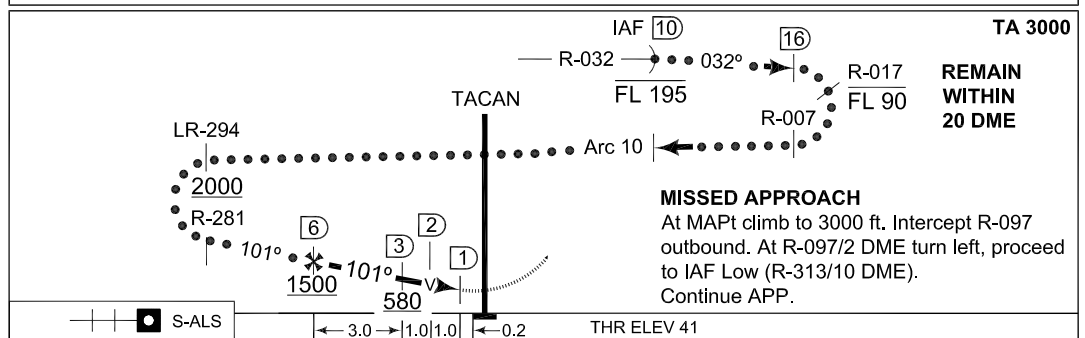 TA 3000
IAF 10
16
R-032
032º
R-017
FL 195
FL 90
REMAIN
WITHIN
20 DME
TACAN
R-007
LR-294
Arc 10
2000
R-281
6
101º
101º
3
2
1
1500
580
V
MISSED APPROACH
At MAPt climb to 3000 ft. Intercept R-097
outbound. At R-097/2 DME turn left, proceed
to IAF Low (R-313/10 DME).
Continue APP.
S-ALS
3.0
1.0
1.0
0.2
THR ELEV 41